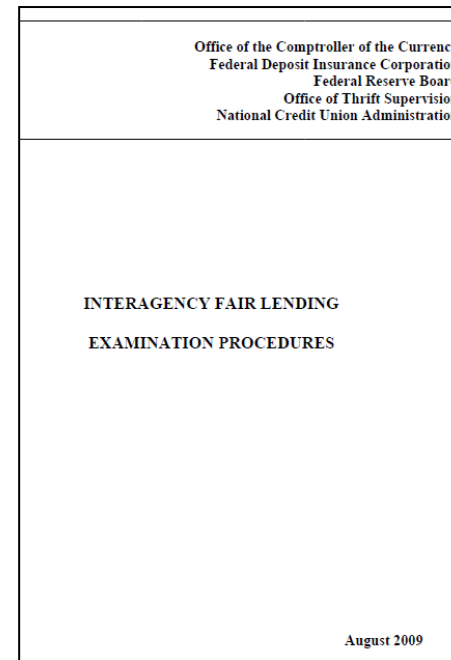 Office of the Comptroller of the Currenc
Federal Deposit Insurance Corporatio
Federal Reserve Boar
Office of Thrift Supervisio
National Credit Union Administratio
INTERAGENCY FAIR LENDING
EXAMINATION PROCEDURES
August 2009